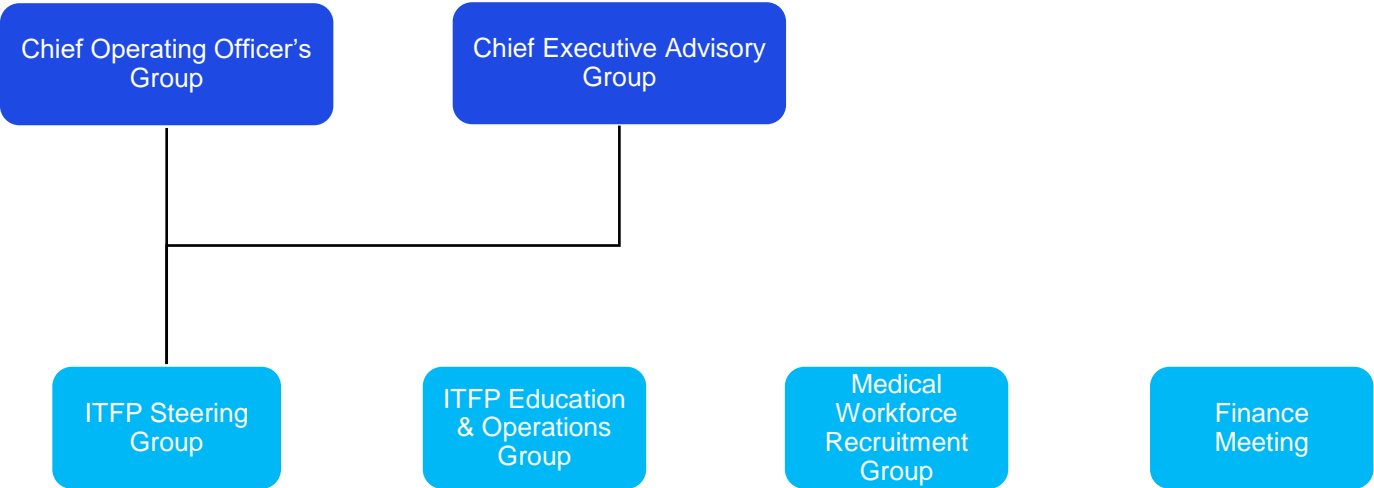 Chief Operating Officer’s
Group
Chief Executive Advisory
Group
ITFP Steering
Group
ITFP Education
& Operations
Group
Medical
Workforce
Recruitment
Group
Finance
Meeting